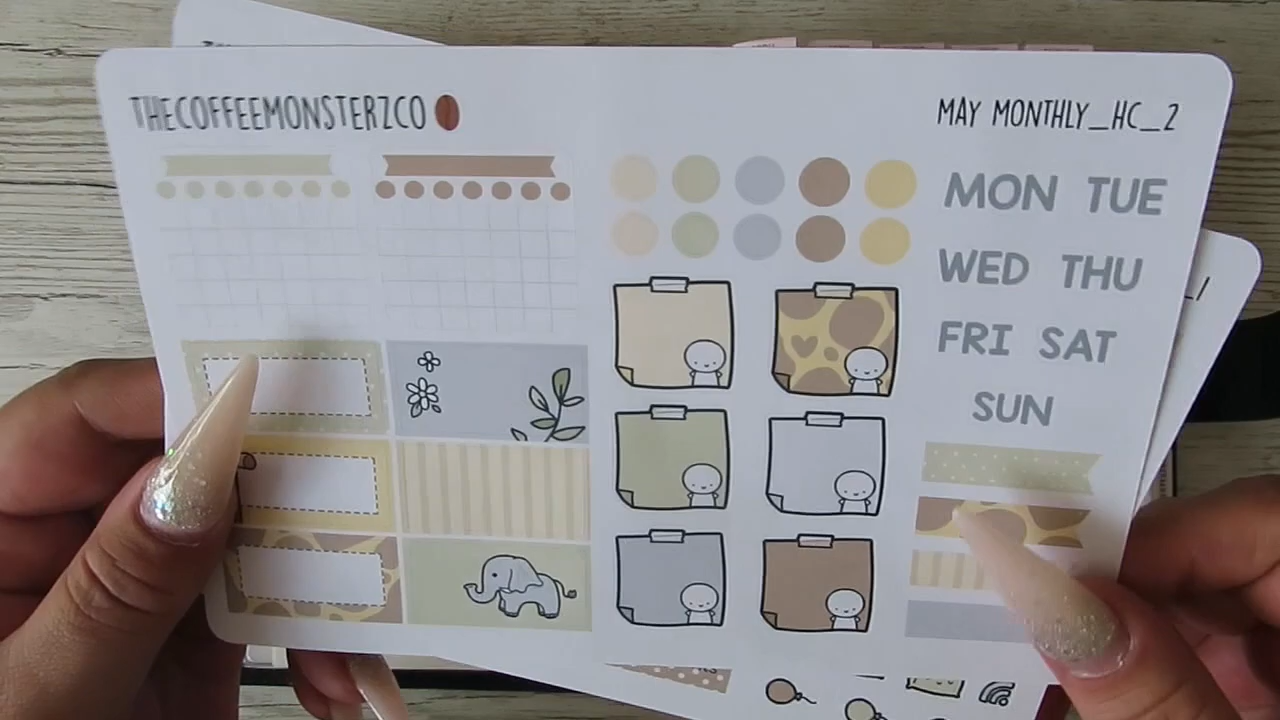 THECOFFEEMONSTERZCO
MAY MONTHLY_HC_2
MON TUE
WED THU
FRI SAT
SUN